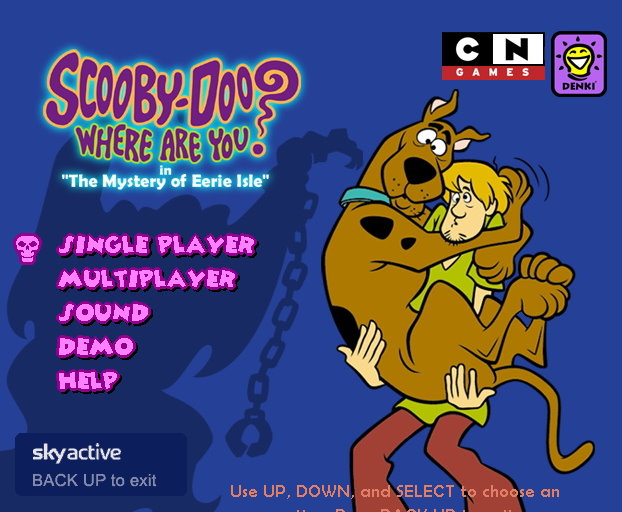 CN
GAMES
DENKI
SCOOBY-DOO
WHERE ARE YOU?
in
"The Mystery of Eerie Isle"
SINGLE PLAYER
MULTIPLAYER
SOUND
DEMO
HELP
skyactive
BACK UP to exit
Use UP, DOWN, and SELECT to choose an